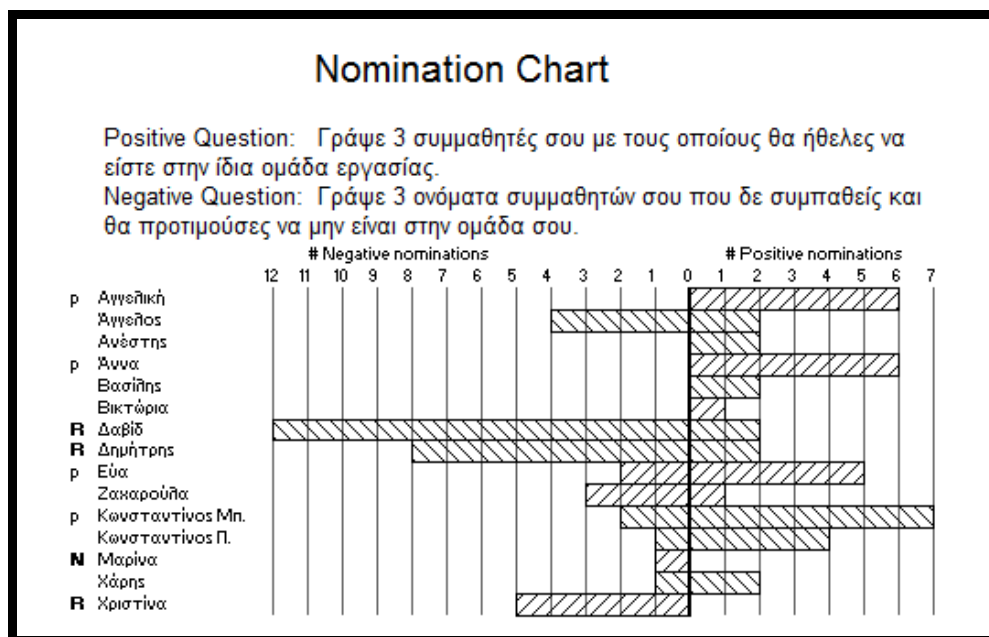 Nomination Chart
Positive Question: Γράψε 3 συμμαθητές σου με τους οποίους θα ήθελες να
είστε στην ίδια ομάδα εργασίας.
Negative Question: Γράψε 3 ονόματα συμμαθητών σου που δε συμπαθείς και
θα προτιμούσες να μην είναι στην ομάδα σου.
# Negative nominations # Positive nominations
12 11 10 9 8 7 6 5 4 3 2 1 0 1 2 3 4 5 6 7
p Αγγελική
Άγγελος
Ανέστης
p Άννα
Βασίλης
Βικτώρια
R Δαβίδ
R Δημήτρης
p Εύα
Ζαχαρούλα
p Κωνσταντίνος Μπ.
Κωνσταντίνος Π.
N Μαρίνα
Χάρης
R Χριστίνα